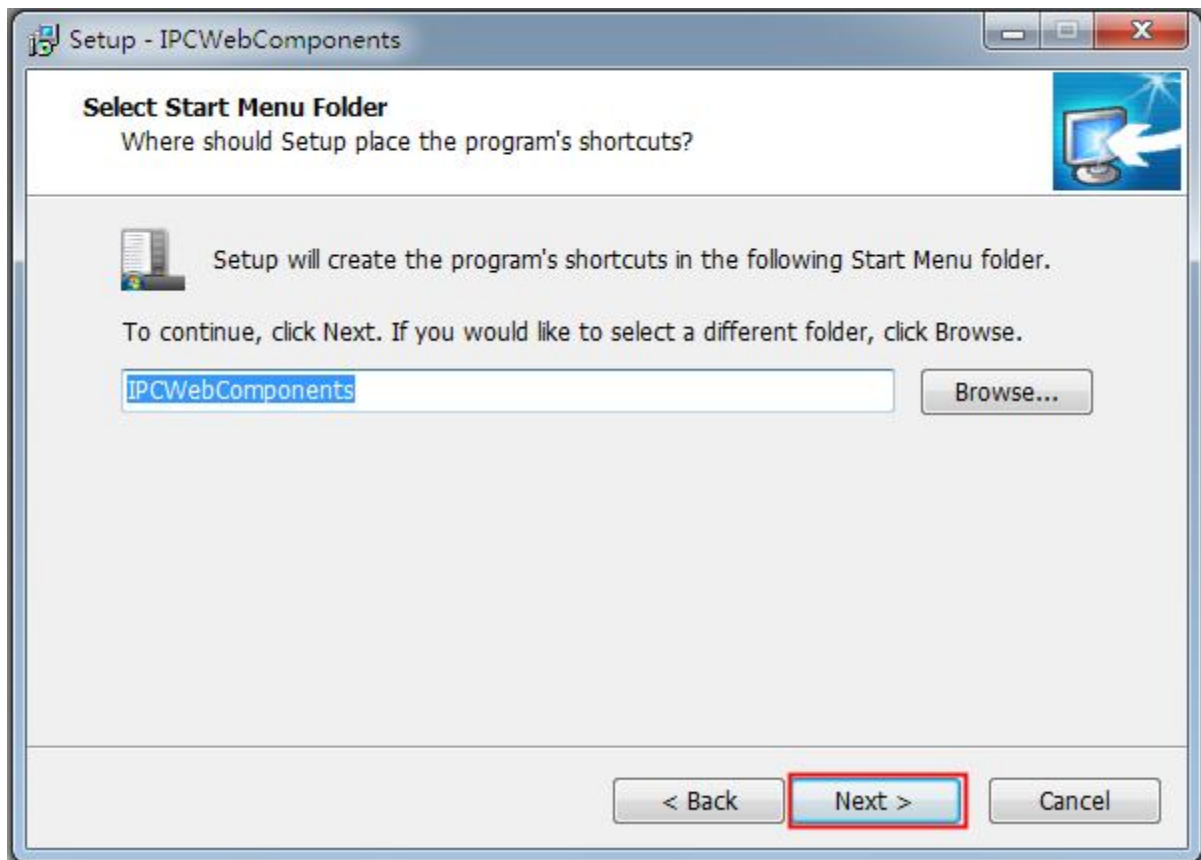 Setup - IPCWebComponents
Select Start Menu Folder
Where should Setup place the program's shortcuts?
Setup will create the program's shortcuts in the following Start Menu folder.
To continue, click Next. If you would like to select a different folder, click Browse.
IPCWebComponents
Browse...
< Back
Next >
Cancel